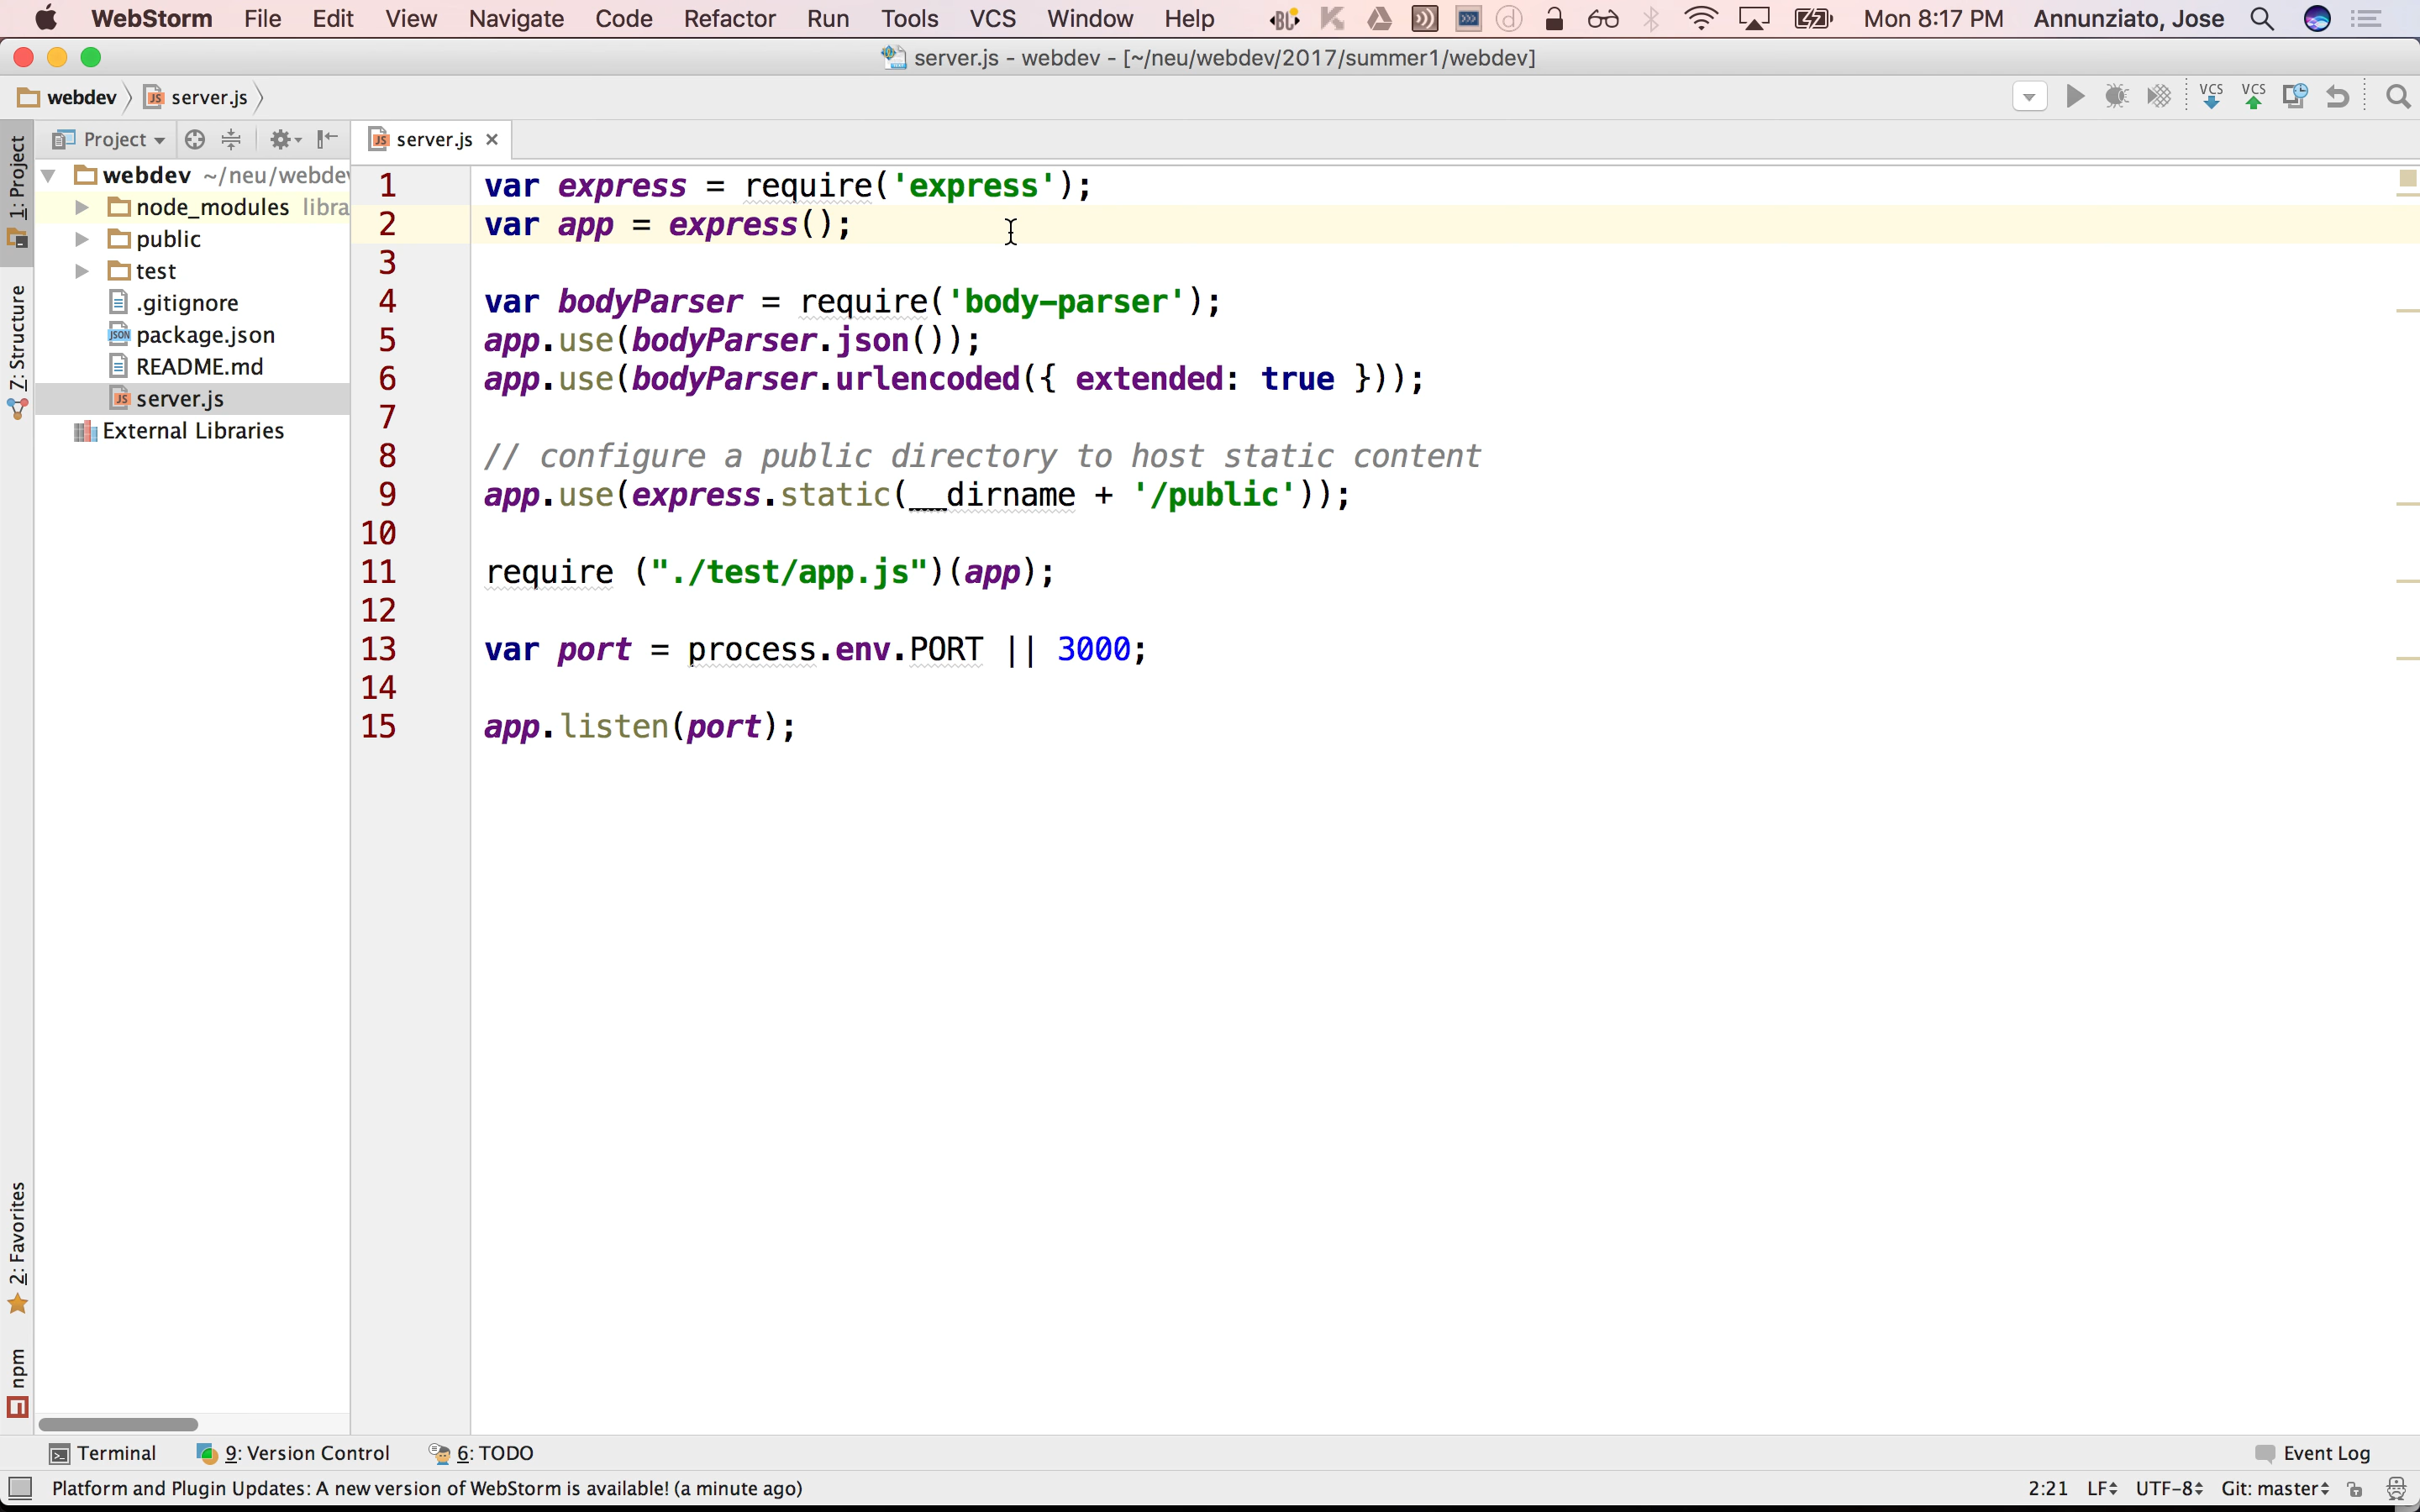 WebStorm File Edit View Navigate Code Refactor Run Tools VCS Window Help Mon 8:17 PM Annunziato, Jose
server.js - webdev - [~/neu/webdev/2017/summer1/webdev]
webdev server.js VCS VCS
Project server.js
1: Project
7: Structure
2: Favorites
npm
webdev ~/neu/webdev
node_modules libra
public
test
.gitignore
package.json
README.md
server.js
External Libraries
1 var express = require('express');
2 var app = express();
3
4 var bodyParser = require('body-parser');
5 app.use(bodyParser.json());
6 app.use(bodyParser.urlencoded({ extended: true }));
7
8 // configure a public directory to host static content
9 app.use(express.static(__dirname + '/public'));
10
11 require ("./test/app.js")(app);
12
13 var port = process.env.PORT || 3000;
14
15 app.listen(port);
Terminal 9: Version Control 6: TODO Event Log
Platform and Plugin Updates: A new version of WebStorm is available! (a minute ago) 2:21 LF UTF-8 Git: master